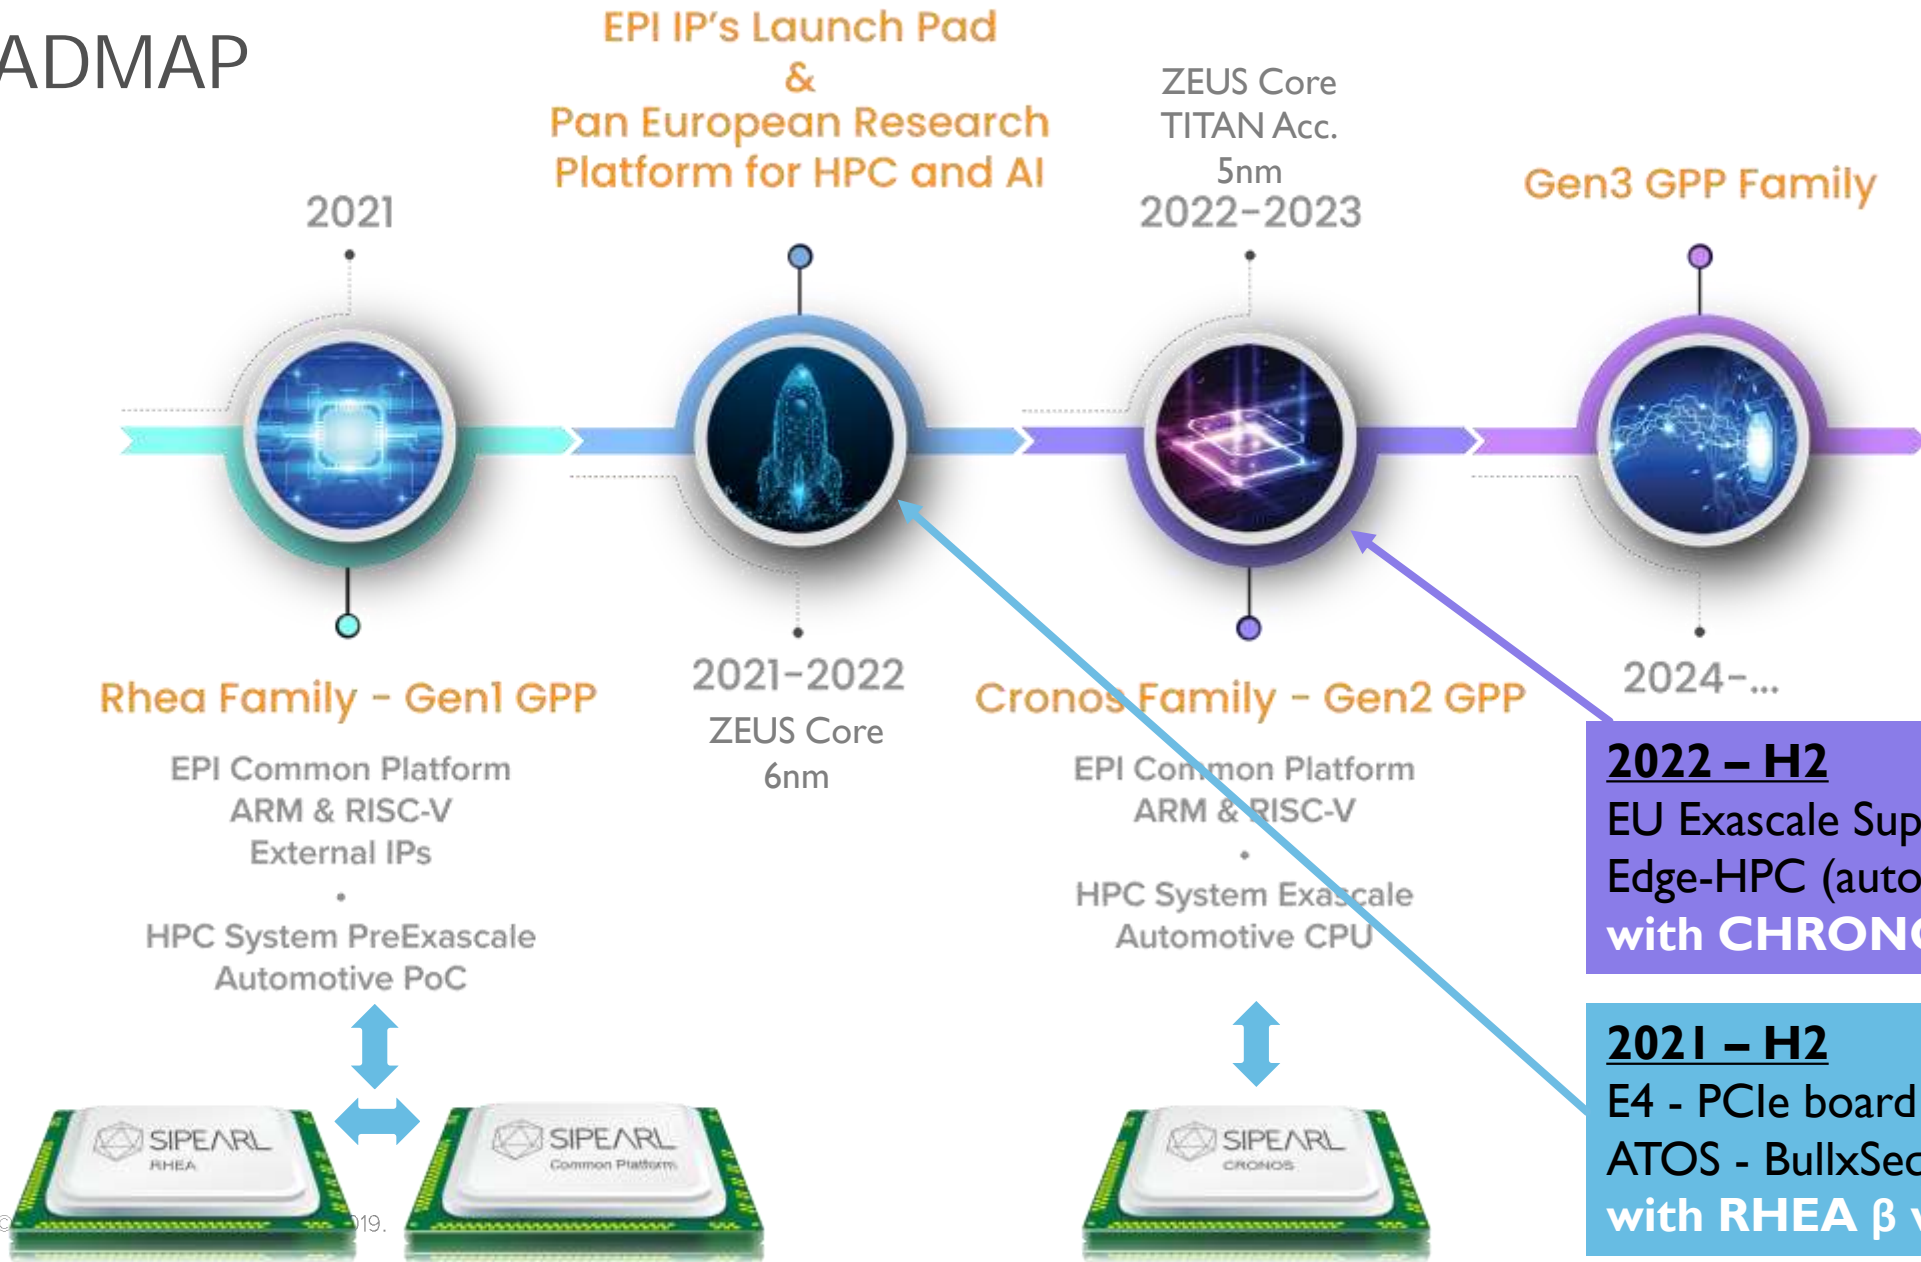 ADMAP
EPI IP's Launch Pad
&
Pan European Research
Platform for HPC and AI
ZEUS Core
TITAN Acc.
5nm
2022-2023
Gen3 GPP Family
2021
Rhea Family - Gen1 GPP
EPI Common Platform
ARM & RISC-V
External IPs
•
HPC System PreExascale
Automotive PoC
2021-2022
ZEUS Core
6nm
Cronos Family - Gen2 GPP
EPI Common Platform
ARM & RISC-V
•
HPC System Exascale
Automotive CPU
2024-...
2022 – H2
EU Exascale Sup
Edge-HPC (auto
with CHRONO
2021 – H2
E4 - PCIe board
ATOS - BullxSeq
with RHEA β v
SIPEARL
RHEA
SIPEARL
Common Platform
SIPEARL
CRONOS
©
019.